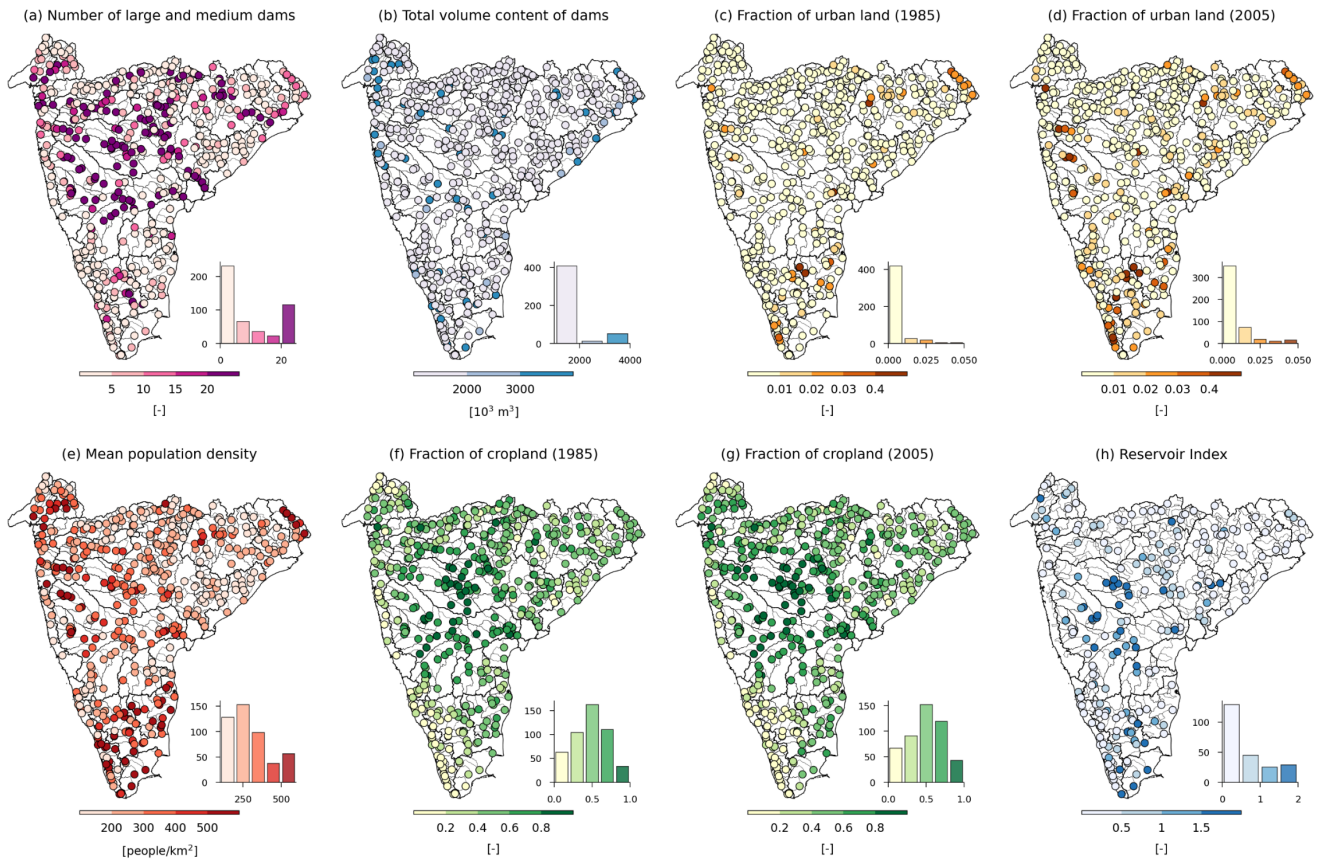 (a) Number of large and medium dams
(b) Total volume content of dams
(c) Fraction of urban land (1985)
(d) Fraction of urban land (2005)
200
100
0
0 20
5 10 15 20
[-]
400
200
0
2000 4000
2000 3000
[10³ m³]
400
200
0
0.000 0.025 0.050
0.01 0.02 0.03 0.4
[-]
300
200
100
0
0.000 0.025 0.050
0.01 0.02 0.03 0.4
[-]
(e) Mean population density
(f) Fraction of cropland (1985)
(g) Fraction of cropland (2005)
(h) Reservoir Index
150
100
50
0
250 500
200 300 400 500
[people/km²]
150
100
50
0
0.0 0.5 1.0
0.2 0.4 0.6 0.8
[-]
150
100
50
0
0.0 0.5 1.0
0.2 0.4 0.6 0.8
[-]
100
50
0
0 1 2
0.5 1 1.5
[-]